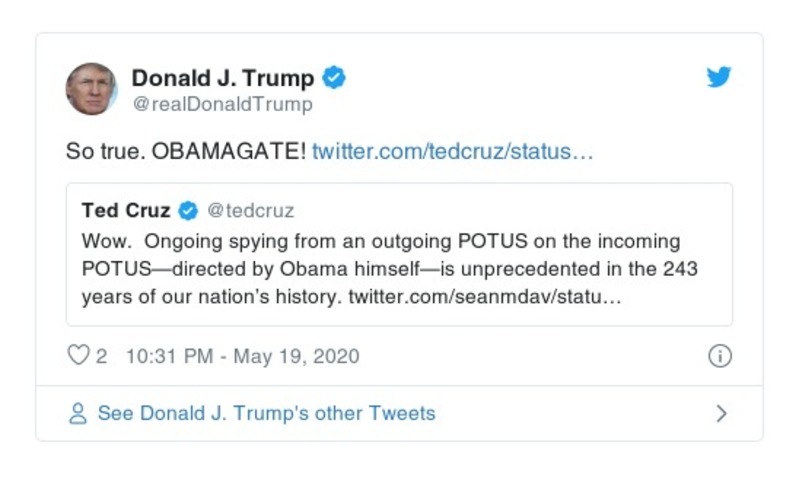 Donald J. Trump
@realDonaldTrump
So true. OBAMAGATE! twitter.com/tedcruz/status…
Ted Cruz @tedcruz
Wow.  Ongoing spying from an outgoing POTUS on the incoming
POTUS—directed by Obama himself—is unprecedented in the 243
years of our nation's history. twitter.com/seanmdav/statu…
2 10:31 PM - May 19, 2020
See Donald J. Trump's other Tweets